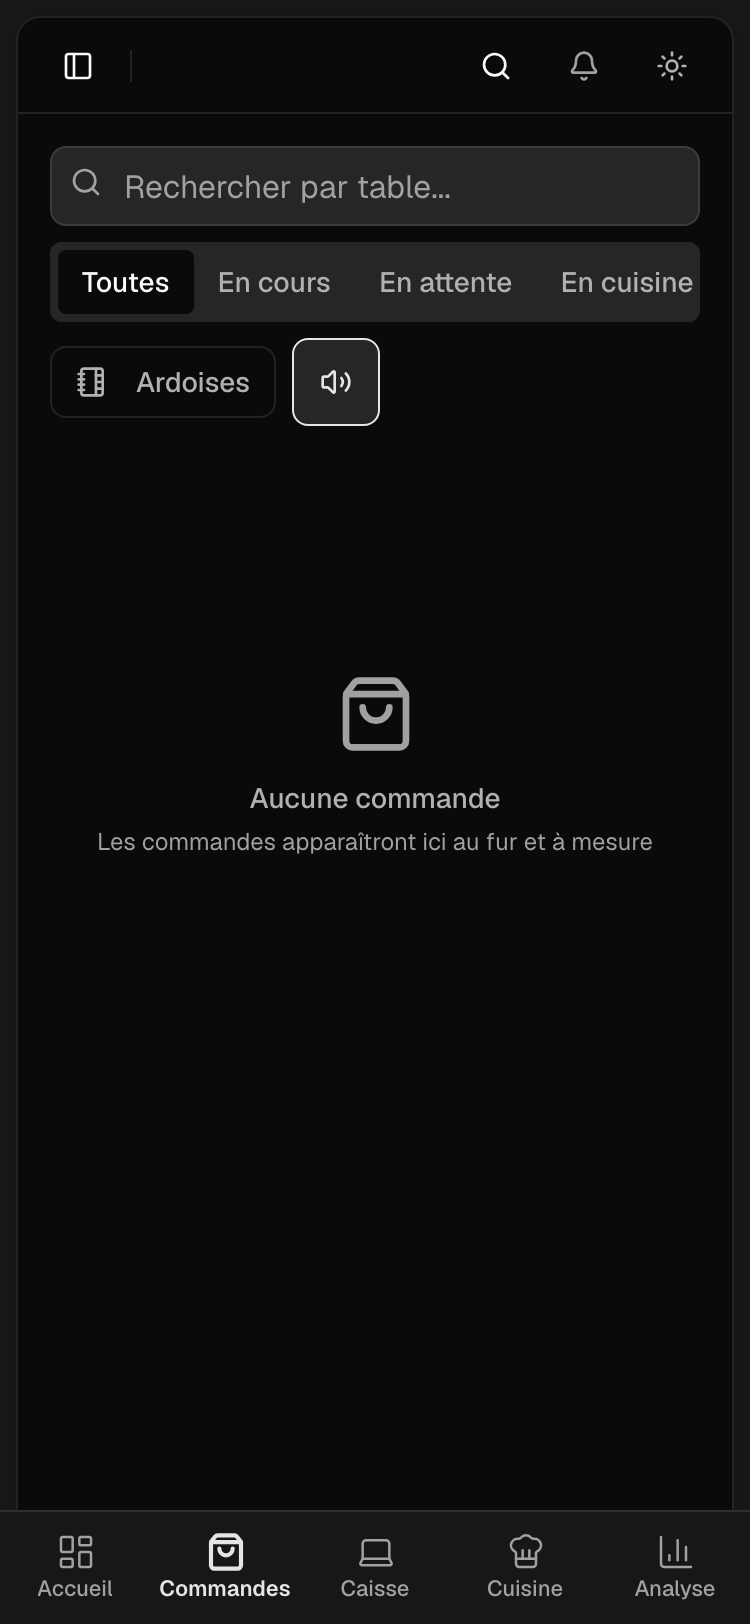 Rechercher par table...
Toutes En cours En attente En cuisine
Ardoises
Aucune commande
Les commandes apparaîtront ici au fur et à mesure
Accueil Commandes Caisse Cuisine Analyse